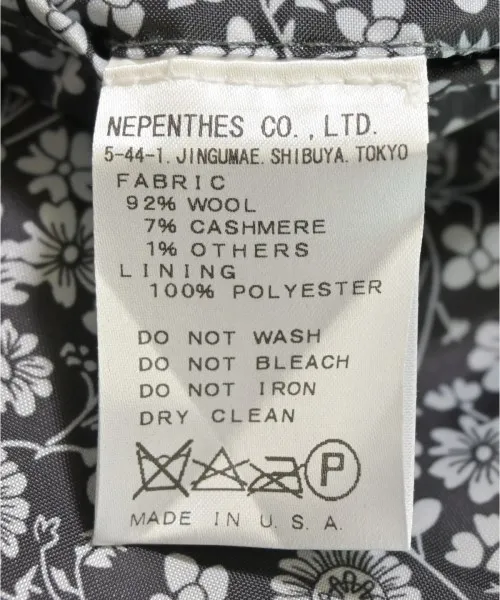 NEPENTHES CO.,LTD.
5-44-1. JINGUMAE. SHIBUYA. TOKYO
FABRIC
92% WOOL
7% CASHMERE
1% OTHERS
LINING
100% POLYESTER
DO NOT WASH
DO NOT BLEACH
DO NOT IRON
DRY CLEAN
P
MADE IN U.S.A.